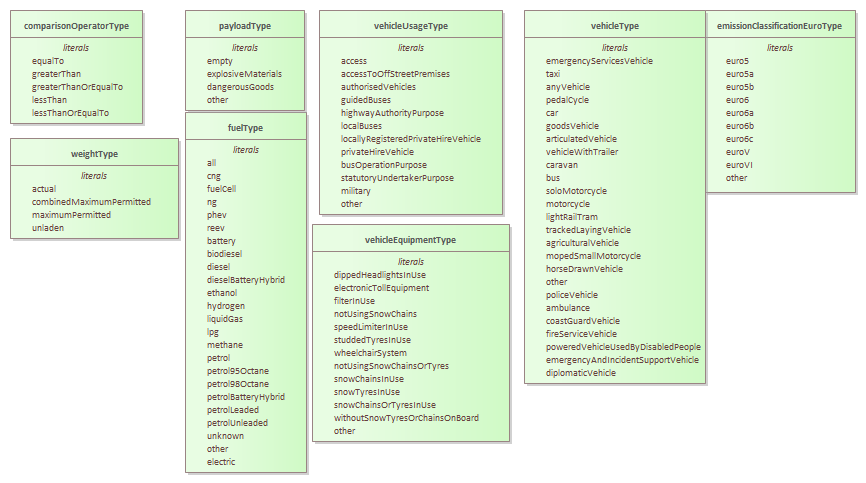 comparisonOperatorType
literals
equalTo
greaterThan
greaterThanOrEqualTo
lessThan
lessThanOrEqualTo
weightType
literals
actual
combinedMaximumPermitted
maximumPermitted
unladen
payloadType
literals
empty
explosiveMaterials
dangerousGoods
other
fuelType
literals
all
cng
fuelCell
ng
phev
reev
battery
biodiesel
diesel
dieselBatteryHybrid
ethanol
hydrogen
liquidGas
lpg
methane
petrol
petrol95Octane
petrol98Octane
petrolBatteryHybrid
petrolLeaded
petrolUnleaded
unknown
other
electric
vehicleUsageType
literals
access
accessToOffStreetPremises
authorisedVehicles
guidedBuses
highwayAuthorityPurpose
localBuses
locallyRegisteredPrivateHireVehicle
privateHireVehicle
busOperationPurpose
statutoryUndertakerPurpose
military
other
vehicleEquipmentType
literals
dippedHeadlightsInUse
electronicTollEquipment
filterInUse
notUsingSnowChains
speedLimiterInUse
studdedTyresInUse
wheelchairSystem
notUsingSnowChainsOrTyres
snowChainsInUse
snowTyresInUse
snowChainsOrTyresInUse
withoutSnowTyresOrChainsOnBoard
other
vehicleType
literals
emergencyServicesVehicle
taxi
anyVehicle
pedalCycle
car
goodsVehicle
articulatedVehicle
vehicleWithTrailer
caravan
bus
soloMotorcycle
motorcycle
lightRailTram
trackedLayingVehicle
agriculturalVehicle
mopedSmallMotorcycle
horseDrawnVehicle
other
policeVehicle
ambulance
coastGuardVehicle
fireServiceVehicle
poweredVehicleUsedByDisabledPeople
emergencyAndIncidentSupportVehicle
diplomaticVehicle
emissionClassificationEuroType
literals
euro5
euro5a
euro5b
euro6
euro6a
euro6b
euro6c
euroV
euroVI
other